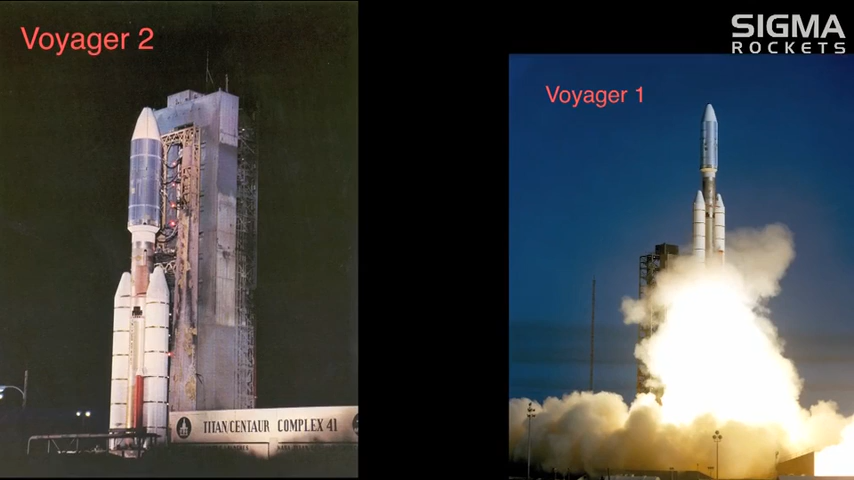 Voyager 2
SIGMA
ROCKETS
Voyager 1
TITAN/CENTAUR COMPLEX 41